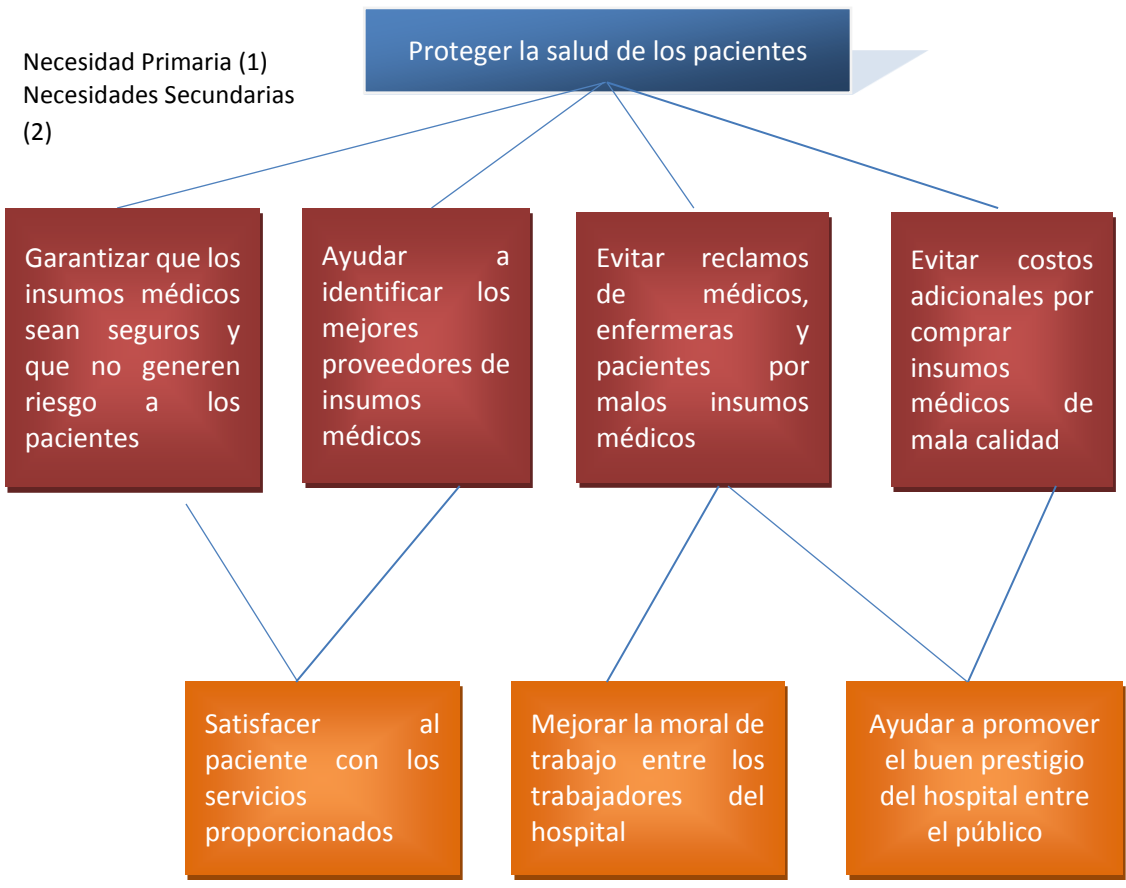 Proteger la salud de los pacientes
Necesidad Primaria (1)
Necesidades Secundarias
(2)
Garantizar que los
insumos médicos
sean seguros y
que no generen
riesgo a los
pacientes
Ayudar a
identificar los
mejores
proveedores de
insumos
médicos
Evitar reclamos
de médicos,
enfermeras y
pacientes por
malos insumos
médicos
Evitar costos
adicionales por
comprar
insumos
médicos de
mala calidad
Satisfacer al
paciente con los
servicios
proporcionados
Mejorar la moral de
trabajo entre los
trabajadores del
hospital
Ayudar a promover
el buen prestigio
del hospital entre
el público